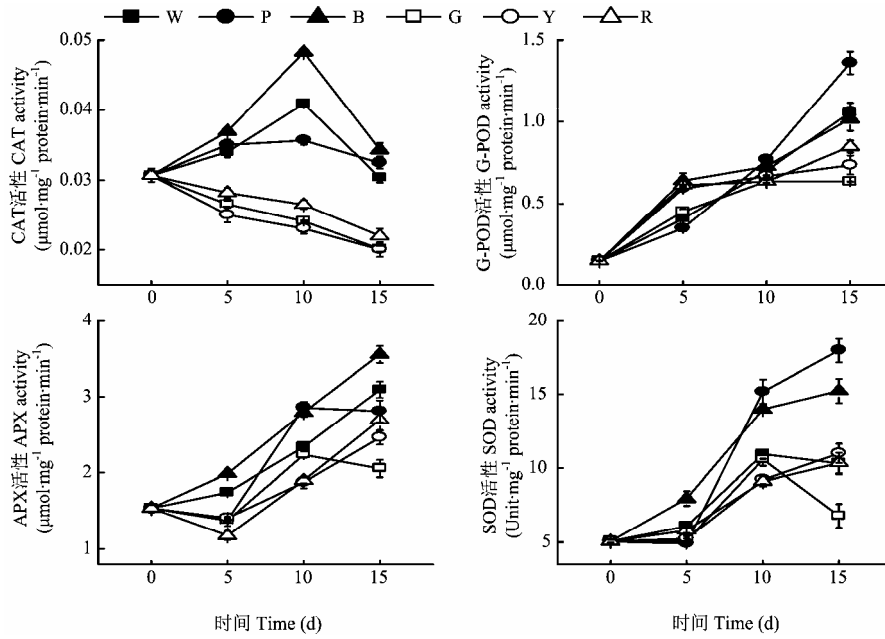 W P B G Y R
CAT活性 CAT activity
(μmol·mg⁻¹ protein·min⁻¹)
0.05
0.04
0.03
0.02
0 5 10 15
G-POD活性 G-POD activity
(μmol·mg⁻¹ protein·min⁻¹)
1.5
1.0
0.5
0.0
0 5 10 15
APX活性 APX activity
(μmol·mg⁻¹ protein·min⁻¹)
4
3
2
1
0 5 10 15
时间 Time (d)
SOD活性 SOD activity
(Unit·mg⁻¹ protein·min⁻¹)
20
15
10
5
0 5 10 15
时间 Time (d)